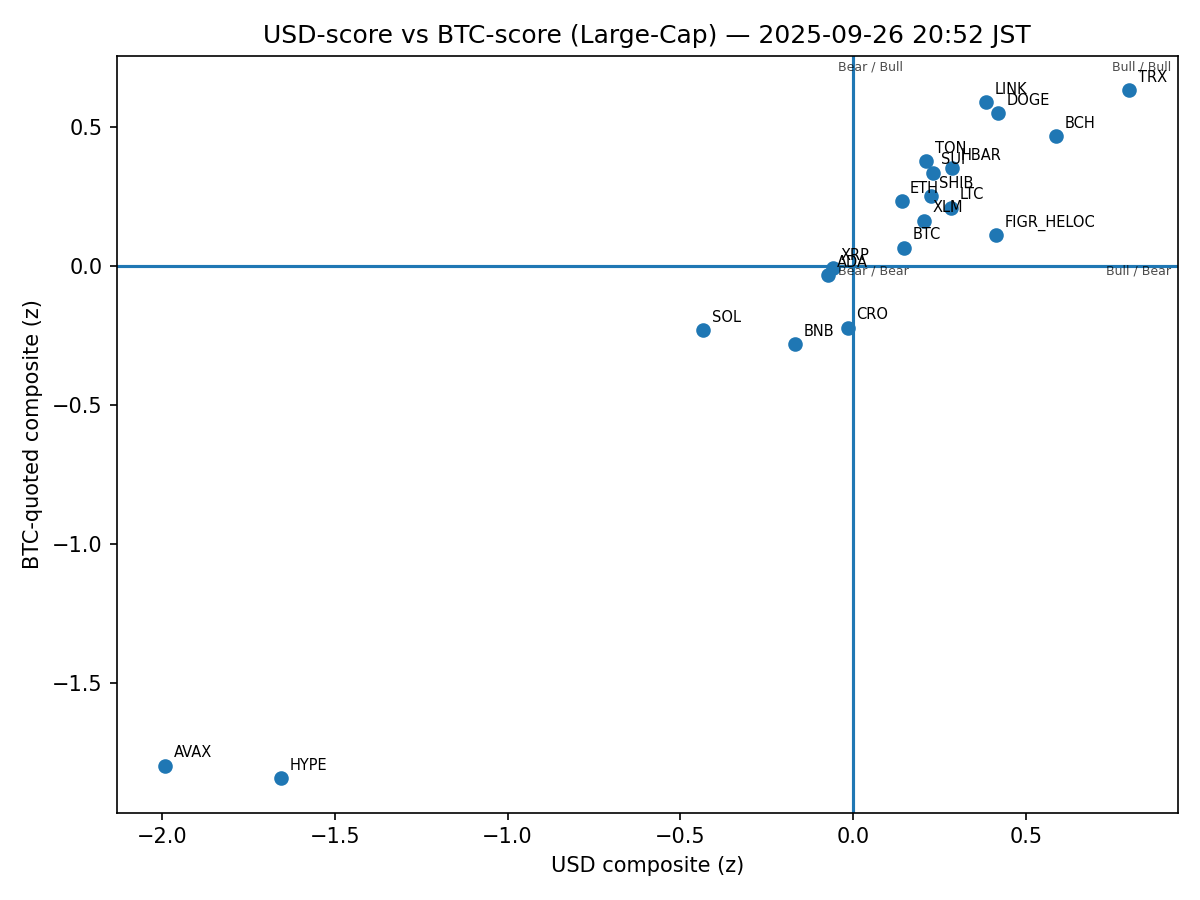 USD-score vs BTC-score (Large-Cap) — 2025-09-26 20:52 JST
Bear / Bull
Bull / Bull
TRX
LINK
DOGE
BCH
TON
HBAR
SUI
SHIB
ETH
LTC
XLM
FIGR_HELOC
BTC
XRP
ADA
Bear / Bear
Bull / Bear
SOL
CRO
BNB
AVAX
HYPE
0.5
0.0
−0.5
−1.0
−1.5
BTC-quoted composite (z)
−2.0
−1.5
−1.0
−0.5
0.0
0.5
USD composite (z)